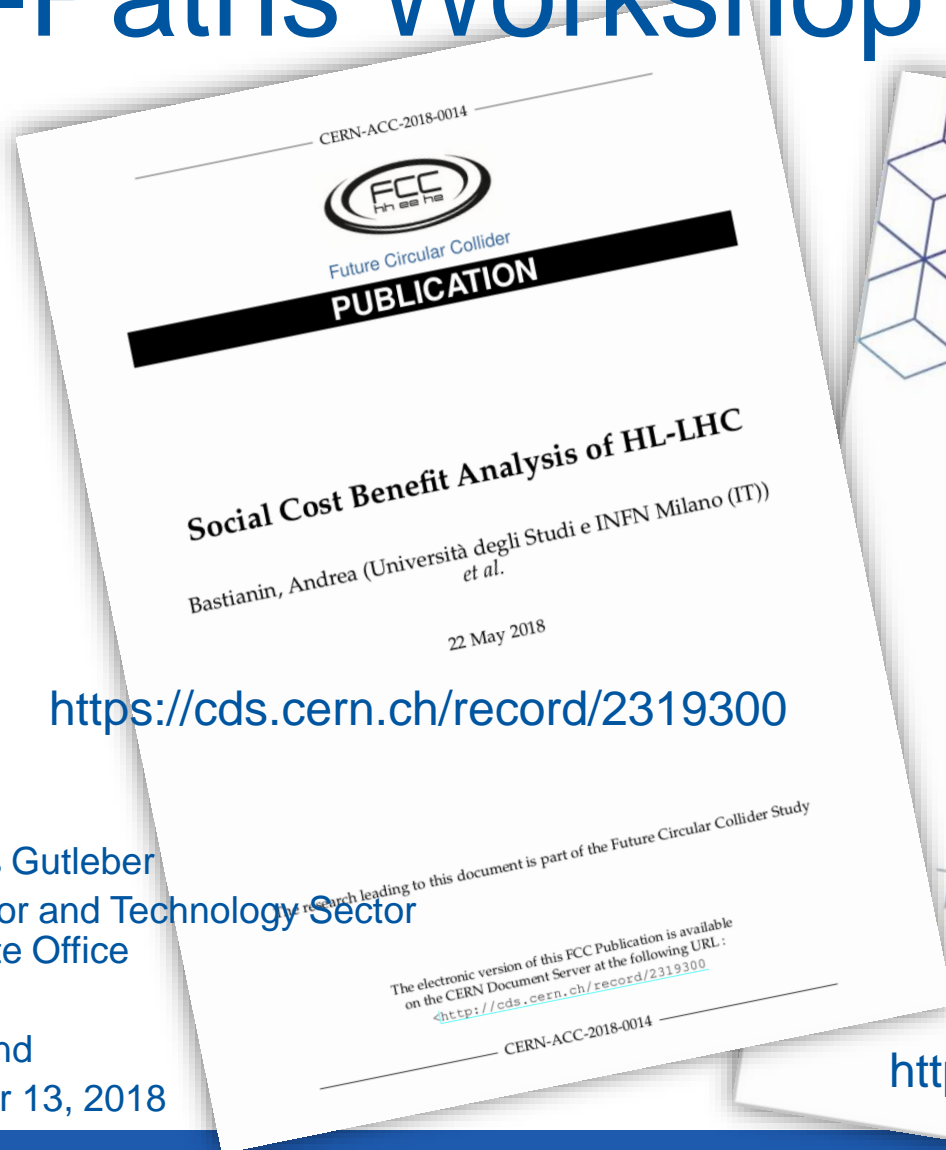 -Paths Workshop
CERN-ACC-2018-0014
FCC
hh ee he
Future Circular Collider
PUBLICATION
Social Cost Benefit Analysis of HL-LHC
Bastianin, Andrea (Università degli Studi e INFN Milano (IT))
et al.
22 May 2018
https://cds.cern.ch/record/2319300
The research leading to this document is part of the Future Circular Collider Study
s Gutleber
or and Technology Sector
te Office
The electronic version of this FCC Publication is available
on the CERN Document Server at the following URL :
<http://cds.cern.ch/record/2319300
CERN-ACC-2018-0014
nd
r 13, 2018
htt